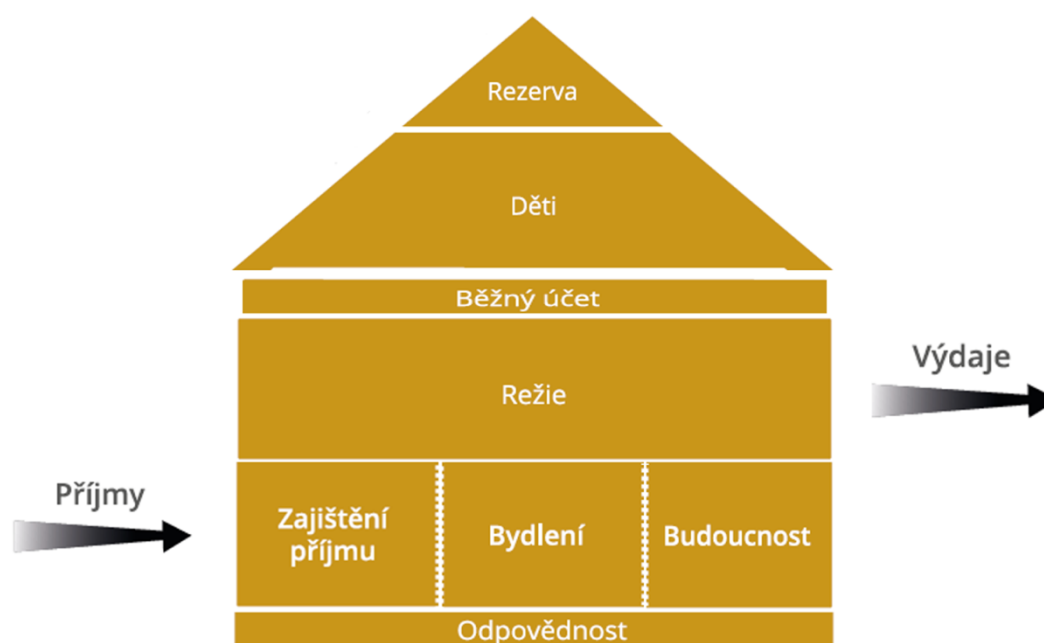 Rezerva
Děti
Běžný účet
Režie
Výdaje
Příjmy
Zajištění
příjmu
Bydlení
Budoucnost
Odpovědnost